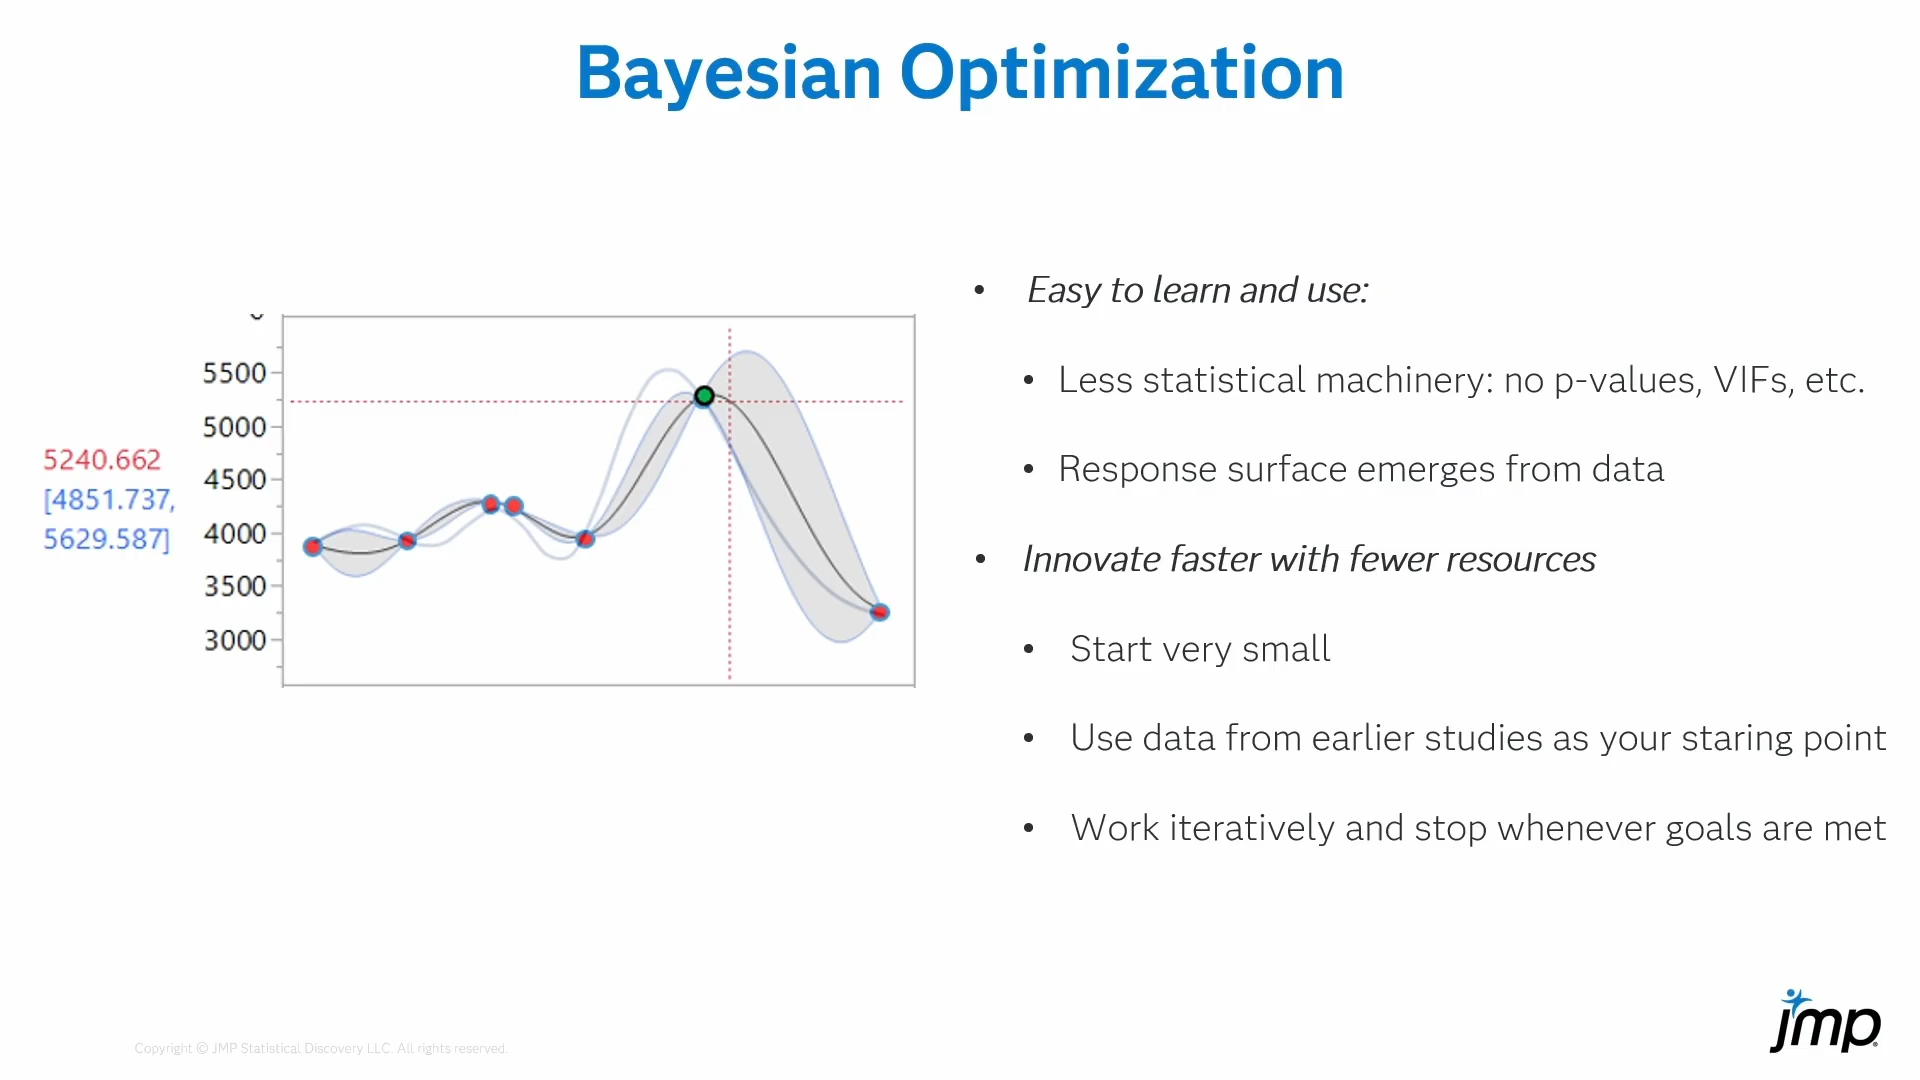 Bayesian Optimization
5500
5000
4500
4000
3500
3000
5240.662
[4851.737,
5629.587]
• Easy to learn and use:
• Less statistical machinery: no p-values, VIFs, etc.
• Response surface emerges from data
• Innovate faster with fewer resources
• Start very small
• Use data from earlier studies as your staring point
• Work iteratively and stop whenever goals are met
Copyright © JMP Statistical Discovery LLC. All rights reserved.
jmp